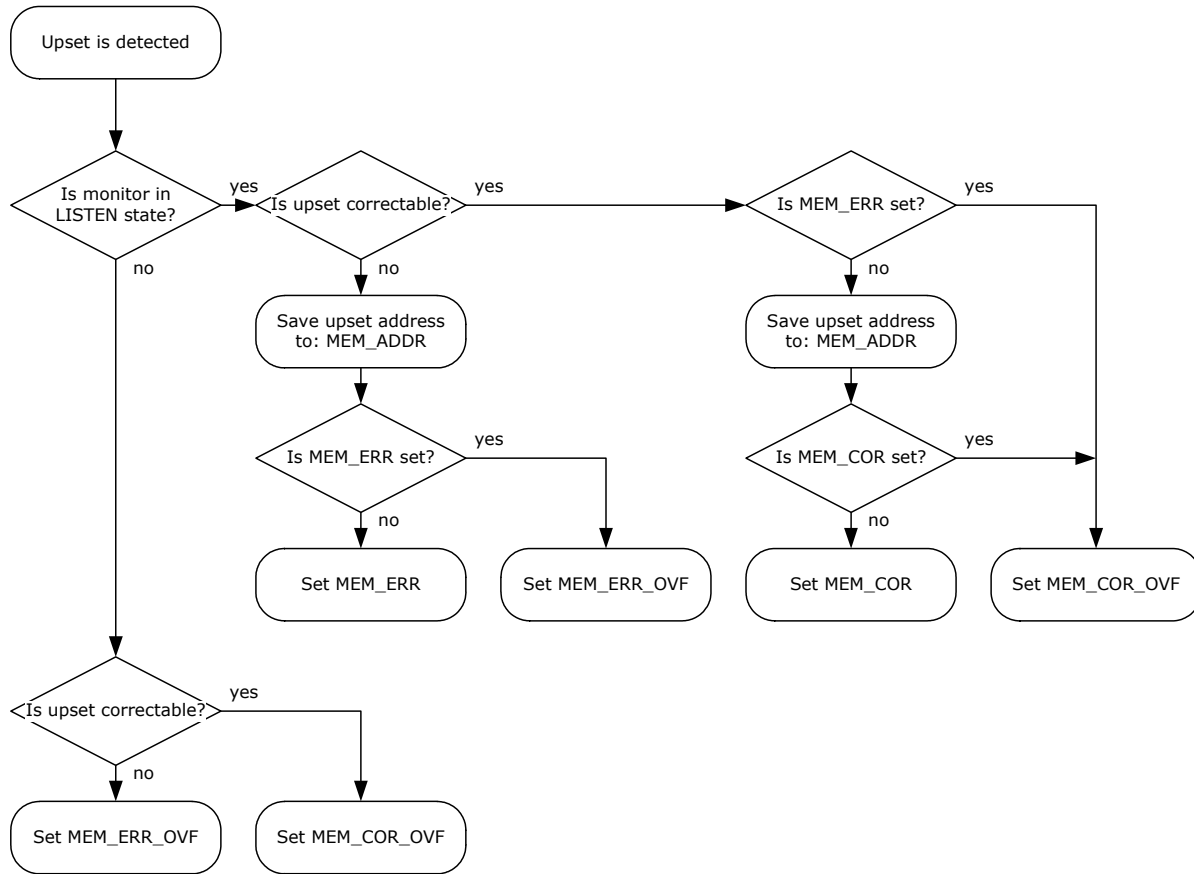 Upset is detected
Is monitor in
LISTEN state?
yes
no
Is upset correctable?
yes
no
Is MEM_ERR set?
yes
no
Save upset address
to: MEM_ADDR
Save upset address
to: MEM_ADDR
Is MEM_ERR set?
yes
no
Is MEM_COR set?
yes
no
Set MEM_ERR
Set MEM_ERR_OVF
Set MEM_COR
Set MEM_COR_OVF
Is upset correctable?
yes
no
Set MEM_ERR_OVF
Set MEM_COR_OVF